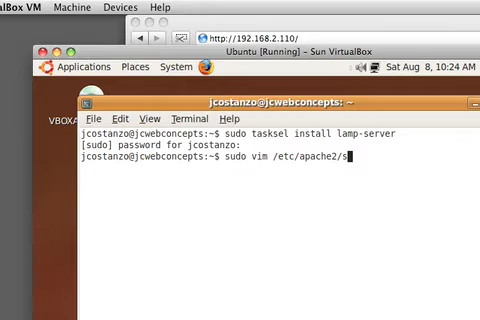 alBox VM Machine Devices Help
http://192.168.2.110/
Ubuntu [Running] – Sun VirtualBox
Applications Places System Sat Aug 8, 10:24 AM
VBOXA
jcostanzo@jcwebconcepts: ~
File Edit View Terminal Help
jcostanzo@jcwebconcepts:~$ sudo tasksel install lamp-server
[sudo] password for jcostanzo:
jcostanzo@jcwebconcepts:~$ sudo vim /etc/apache2/s